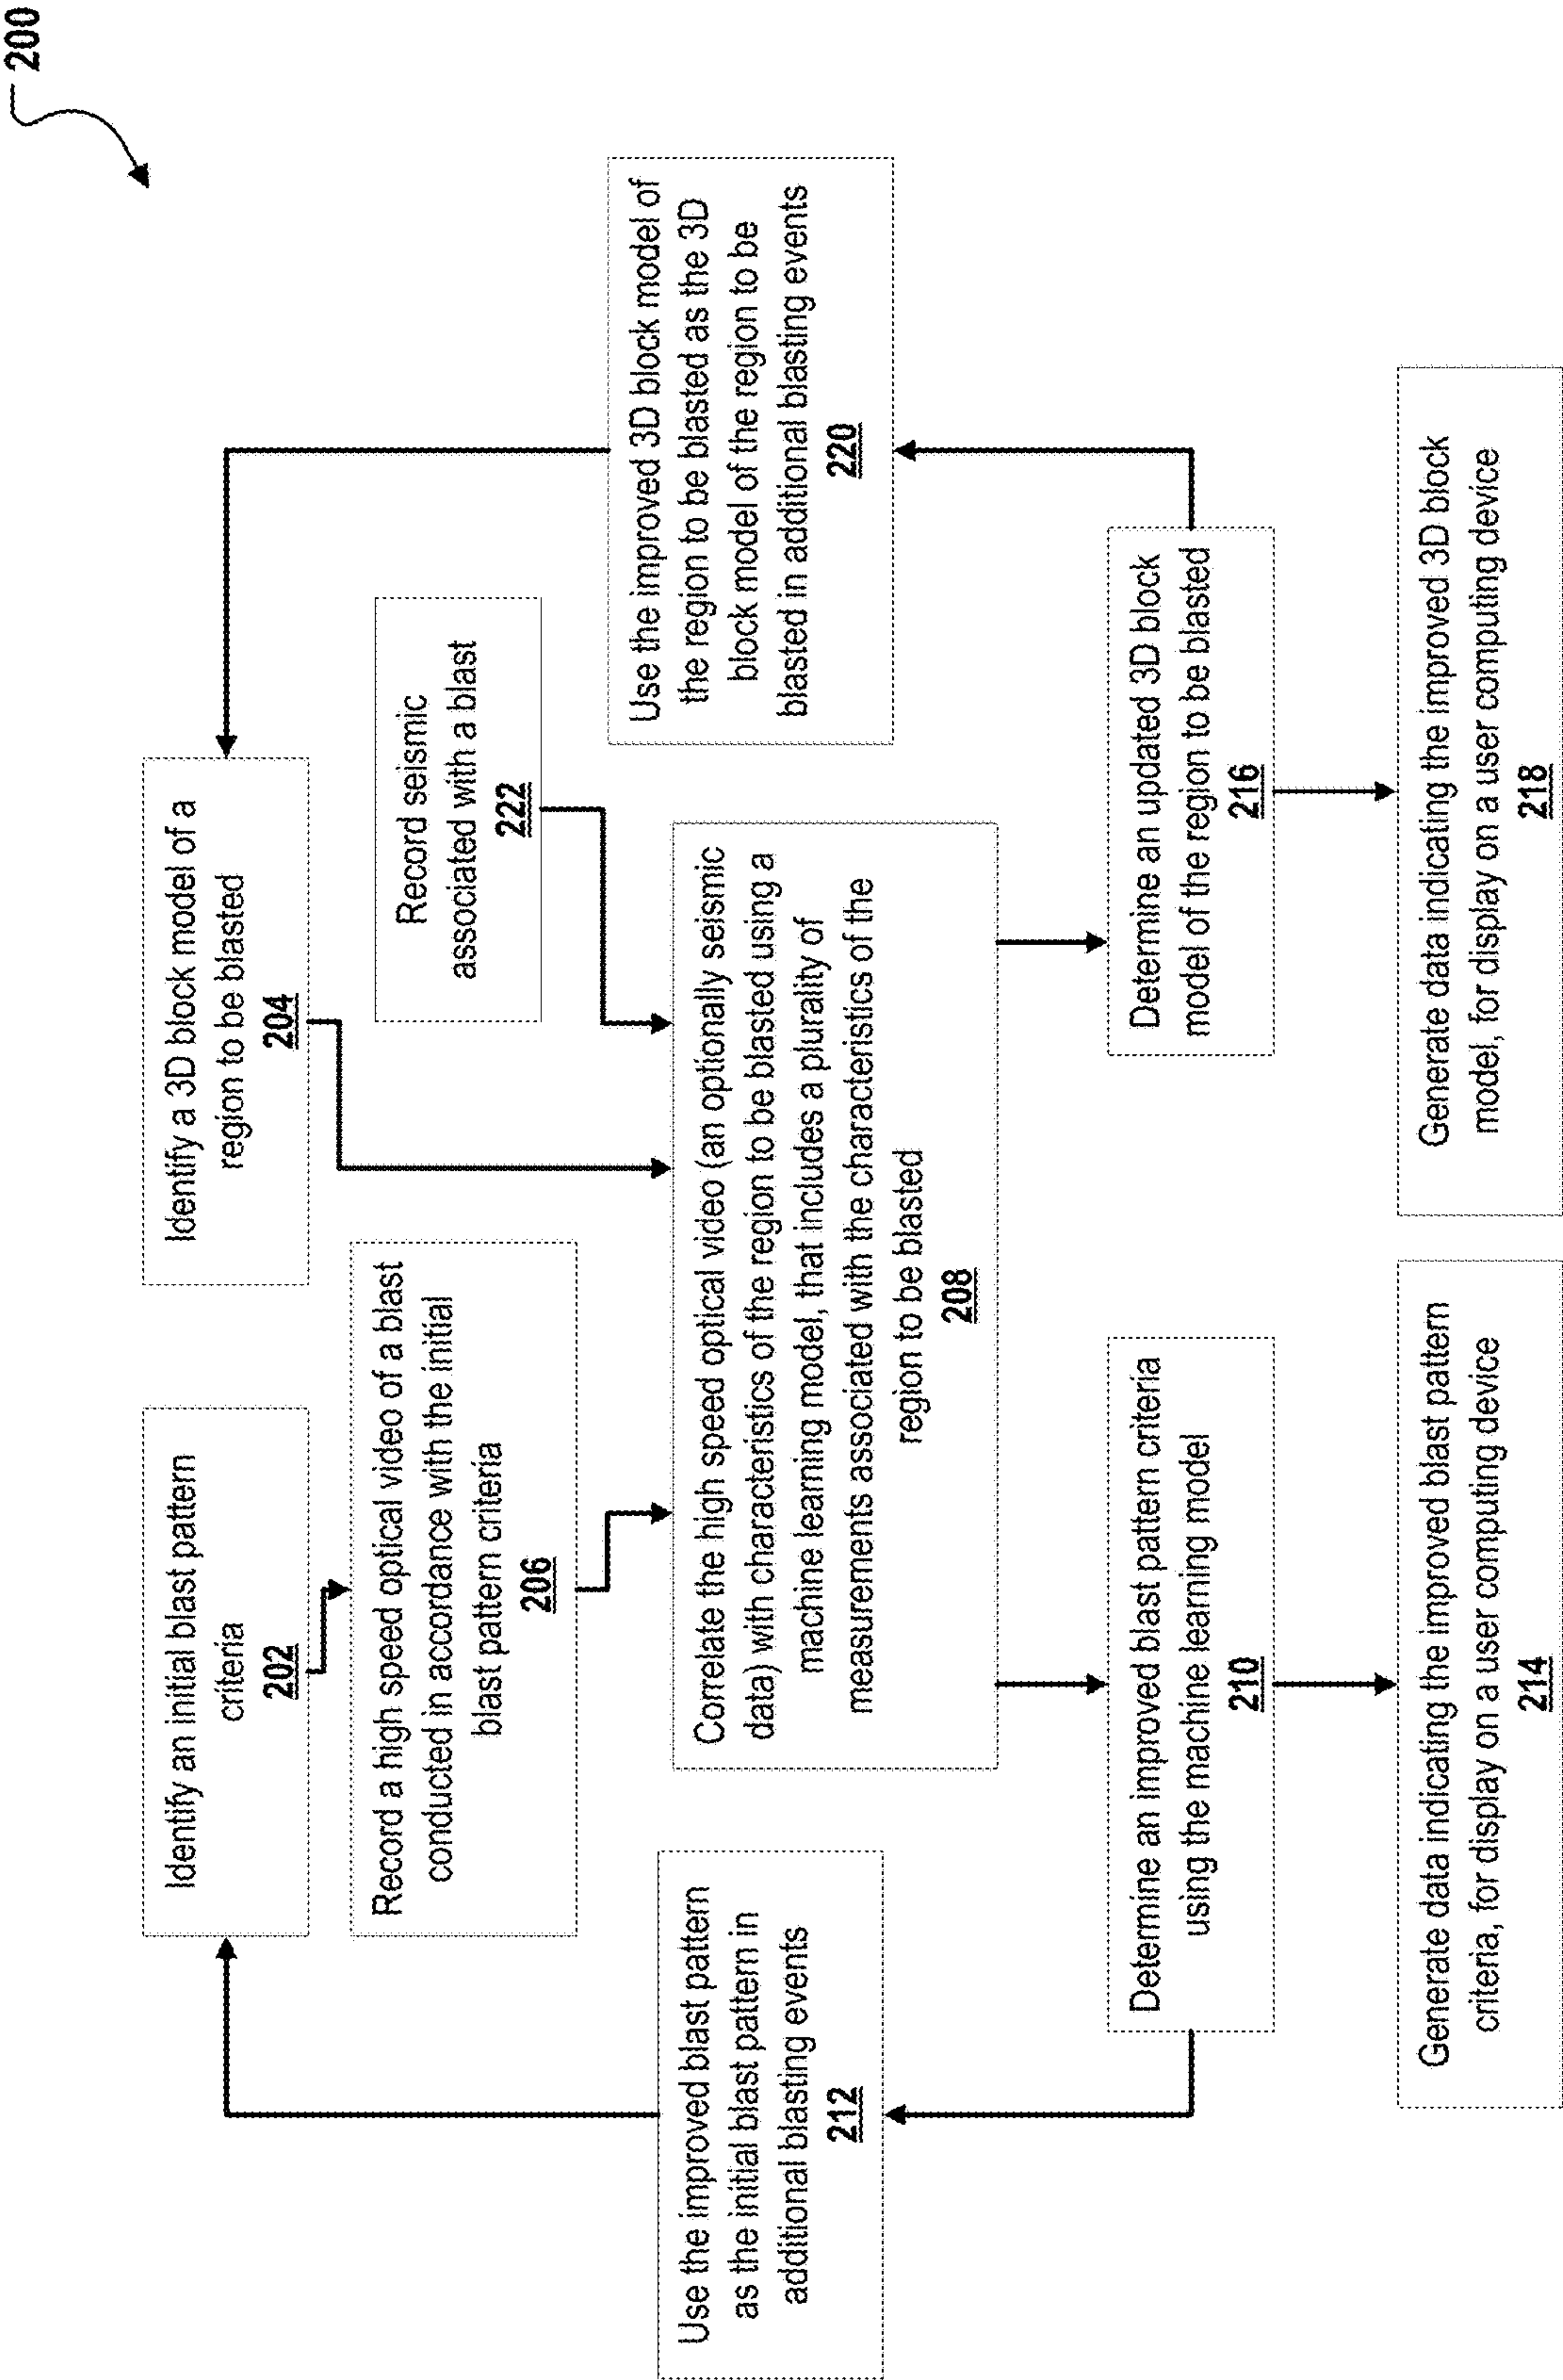 200
Identify an initial blast pattern
criteria
202
Identify a 3D block model of a
region to be blasted
204
Record a high speed optical video of a blast
conducted in accordance with the initial
blast pattern criteria
206
Record seismic
associated with a blast
222
Use the improved blast pattern
as the initial blast pattern in
additional blasting events
212
Correlate the high speed optical video (an optionally seismic
data) with characteristics of the region to be blasted using a
machine learning model, that includes a plurality of
measurements associated with the characteristics of the
region to be blasted
208
Use the improved 3D block model of
the region to be blasted as the 3D
block model of the region to be
blasted in additional blasting events
220
Determine an improved blast pattern criteria
using the machine learning model
210
Determine an updated 3D block
model of the region to be blasted
216
Generate data indicating the improved blast pattern
criteria, for display on a user computing device
214
Generate data indicating the improved 3D block
model, for display on a user computing device
218